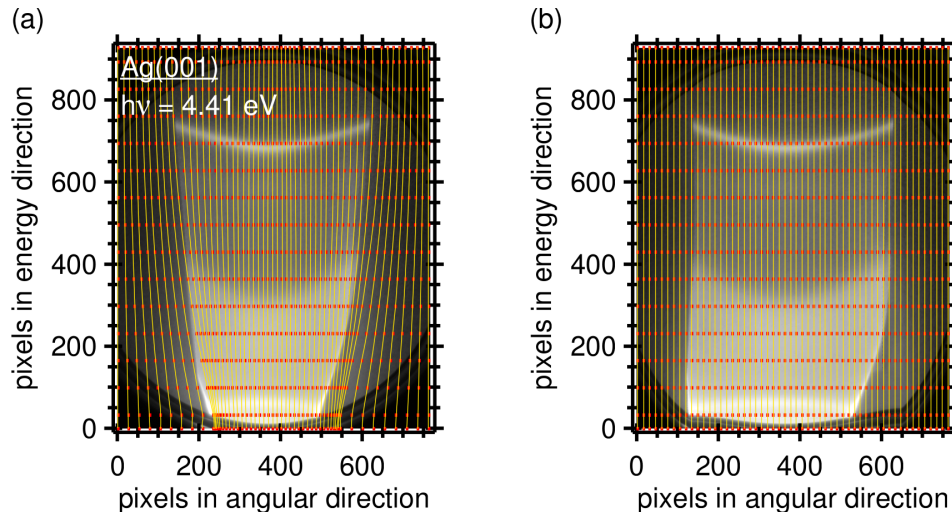 (a)
Ag(001)
hν = 4.41 eV
pixels in energy direction
800
600
400
200
0
0 200 400 600
pixels in angular direction
(b)
pixels in energy direction
800
600
400
200
0
0 200 400 600
pixels in angular direction